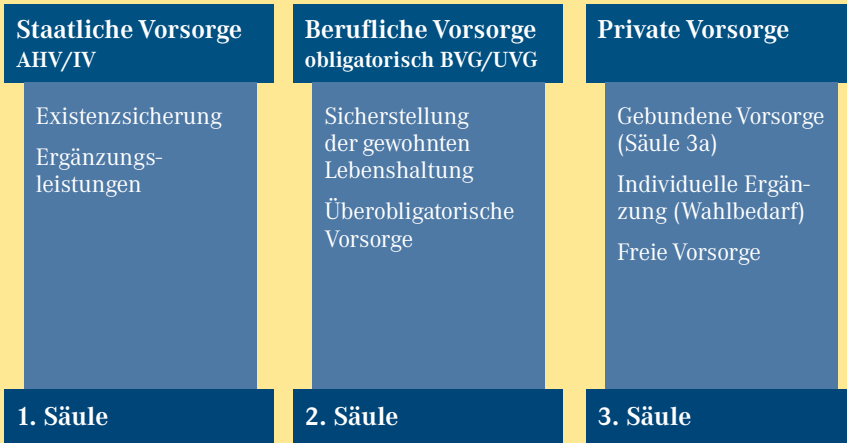 Staatliche Vorsorge
AHV/IV
Existenzsicherung
Ergänzungs-
leistungen
1. Säule
Berufliche Vorsorge
obligatorisch BVG/UVG
Sicherstellung
der gewohnten
Lebenshaltung
Überobligatorische
Vorsorge
2. Säule
Private Vorsorge
Gebundene Vorsorge
(Säule 3a)
Individuelle Ergän-
zung (Wahlbedarf)
Freie Vorsorge
3. Säule